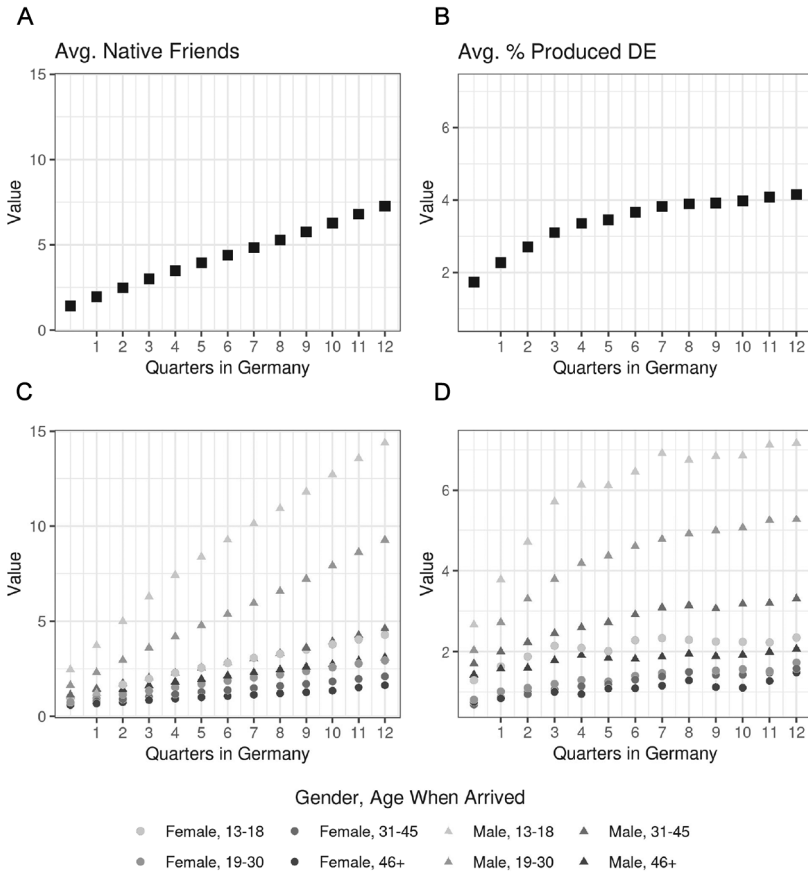 A
B
Avg. Native Friends
Avg. % Produced DE
15
10
5
0
Value
1 2 3 4 5 6 7 8 9 10 11 12
Quarters in Germany
6
4
2
Value
1 2 3 4 5 6 7 8 9 10 11 12
Quarters in Germany
C
D
15
10
5
0
Value
1 2 3 4 5 6 7 8 9 10 11 12
Quarters in Germany
6
4
2
Value
1 2 3 4 5 6 7 8 9 10 11 12
Quarters in Germany
Gender, Age When Arrived
Female, 13-18 Female, 31-45 Male, 13-18 Male, 31-45
Female, 19-30 Female, 46+ Male, 19-30 Male, 46+